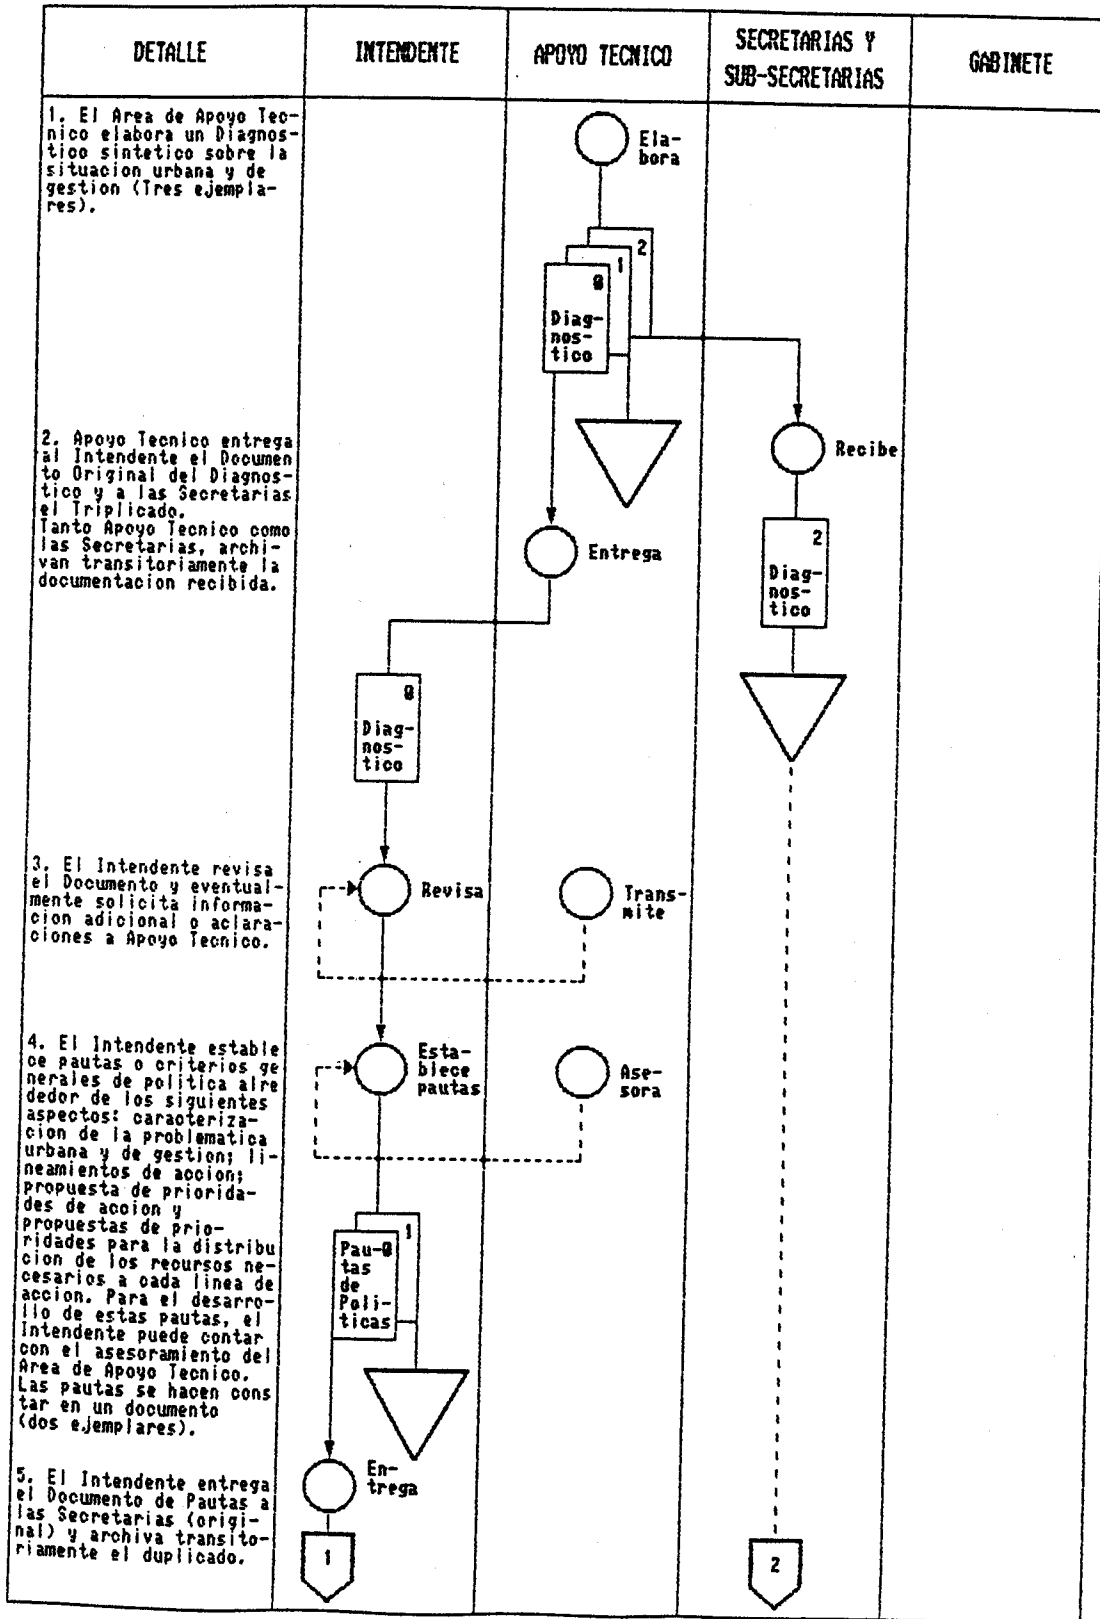 DETALLE
INTENDENTE
APOYO TECNICO
SECRETARIAS Y
SUB-SECRETARIAS
GABINETE
1. El Area de Apoyo Tec-
nico elabora un Diagnos-
tico sintetico sobre la
situacion urbana y de
gestion (Tres ejempla-
res).
Ela-
bora
2
1
0
Diag-
nos-
tico
2. Apoyo Tecnico entrega
al Intendente el Documen
to Original del Diagnos-
tico y a las Secretarias
el Triplicado.
Tanto Apoyo Tecnico como
las Secretarias, archi-
van transitoriamente la
documentacion recibida.
Recibe
Entrega
2
Diag-
nos-
tico
0
Diag-
nos-
tico
3. El Intendente revisa
el Documento y eventual-
mente solicita informa-
cion adicional o aclara-
ciones a Apoyo Tecnico.
Revisa
Trans-
mite
4. El Intendente estable
ce pautas o criterios ge
nerales de politica alre
dedor de los siguientes
aspectos: caracteriza-
cion de la problematica
urbana y de gestion; li-
neamientos de accion;
propuesta de priorida-
des de accion y
propuestas de prio-
ridades para la distribu
cion de los recursos ne-
cesarios a cada linea de
accion. Para el desarro-
llo de estas pautas, el
Intendente puede contar
con el asesoramiento del
Area de Apoyo Tecnico.
Las pautas se hacen cons
tar en un documento
(dos ejemplares).
Esta-
blece
pautas
Ase-
sora
1
Pau-0
tas
de
Poli-
ticas
5. El Intendente entrega
el Documento de Pautas a
las Secretarias (origi-
nal) y archiva transito-
riamente el duplicado.
En-
trega
1
2